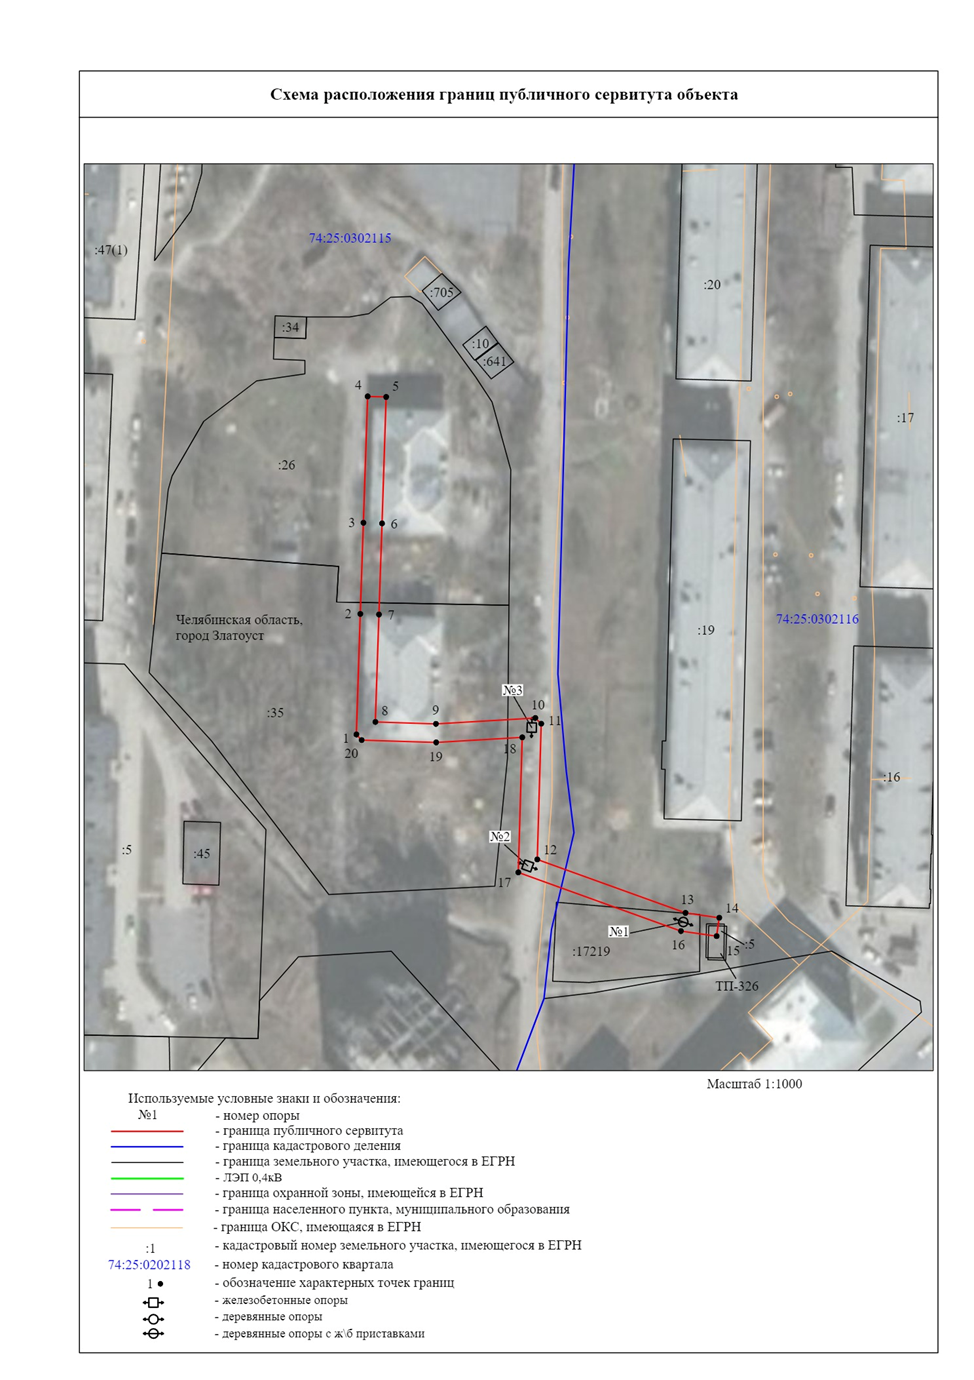 Схема расположения границ публичного сервитута объекта
:47(1)
74:25:0302115
:705
:20
:34
:10
:641
4
5
:17
:26
3
6
2
7
74:25:0302116
Челябинская область,
город Златоуст
:19
№3
:35
8
9
10
11
1
20
19
18
:16
№2
:5
:45
12
17
13
14
№1
16
15
:5
:17219
ТП-326
Масштаб 1:1000
Используемые условные знаки и обозначения:
№1 - номер опоры
- граница публичного сервитута
- граница кадастрового деления
- граница земельного участка, имеющегося в ЕГРН
- ЛЭП 0,4кВ
- граница охранной зоны, имеющейся в ЕГРН
- граница населенного пункта, муниципального образования
- граница ОКС, имеющаяся в ЕГРН
:1 - кадастровый номер земельного участка, имеющегося в ЕГРН
74:25:0202118 - номер кадастрового квартала
1 - обозначение характерных точек границ
- железобетонные опоры
- деревянные опоры
- деревянные опоры с ж\б приставками